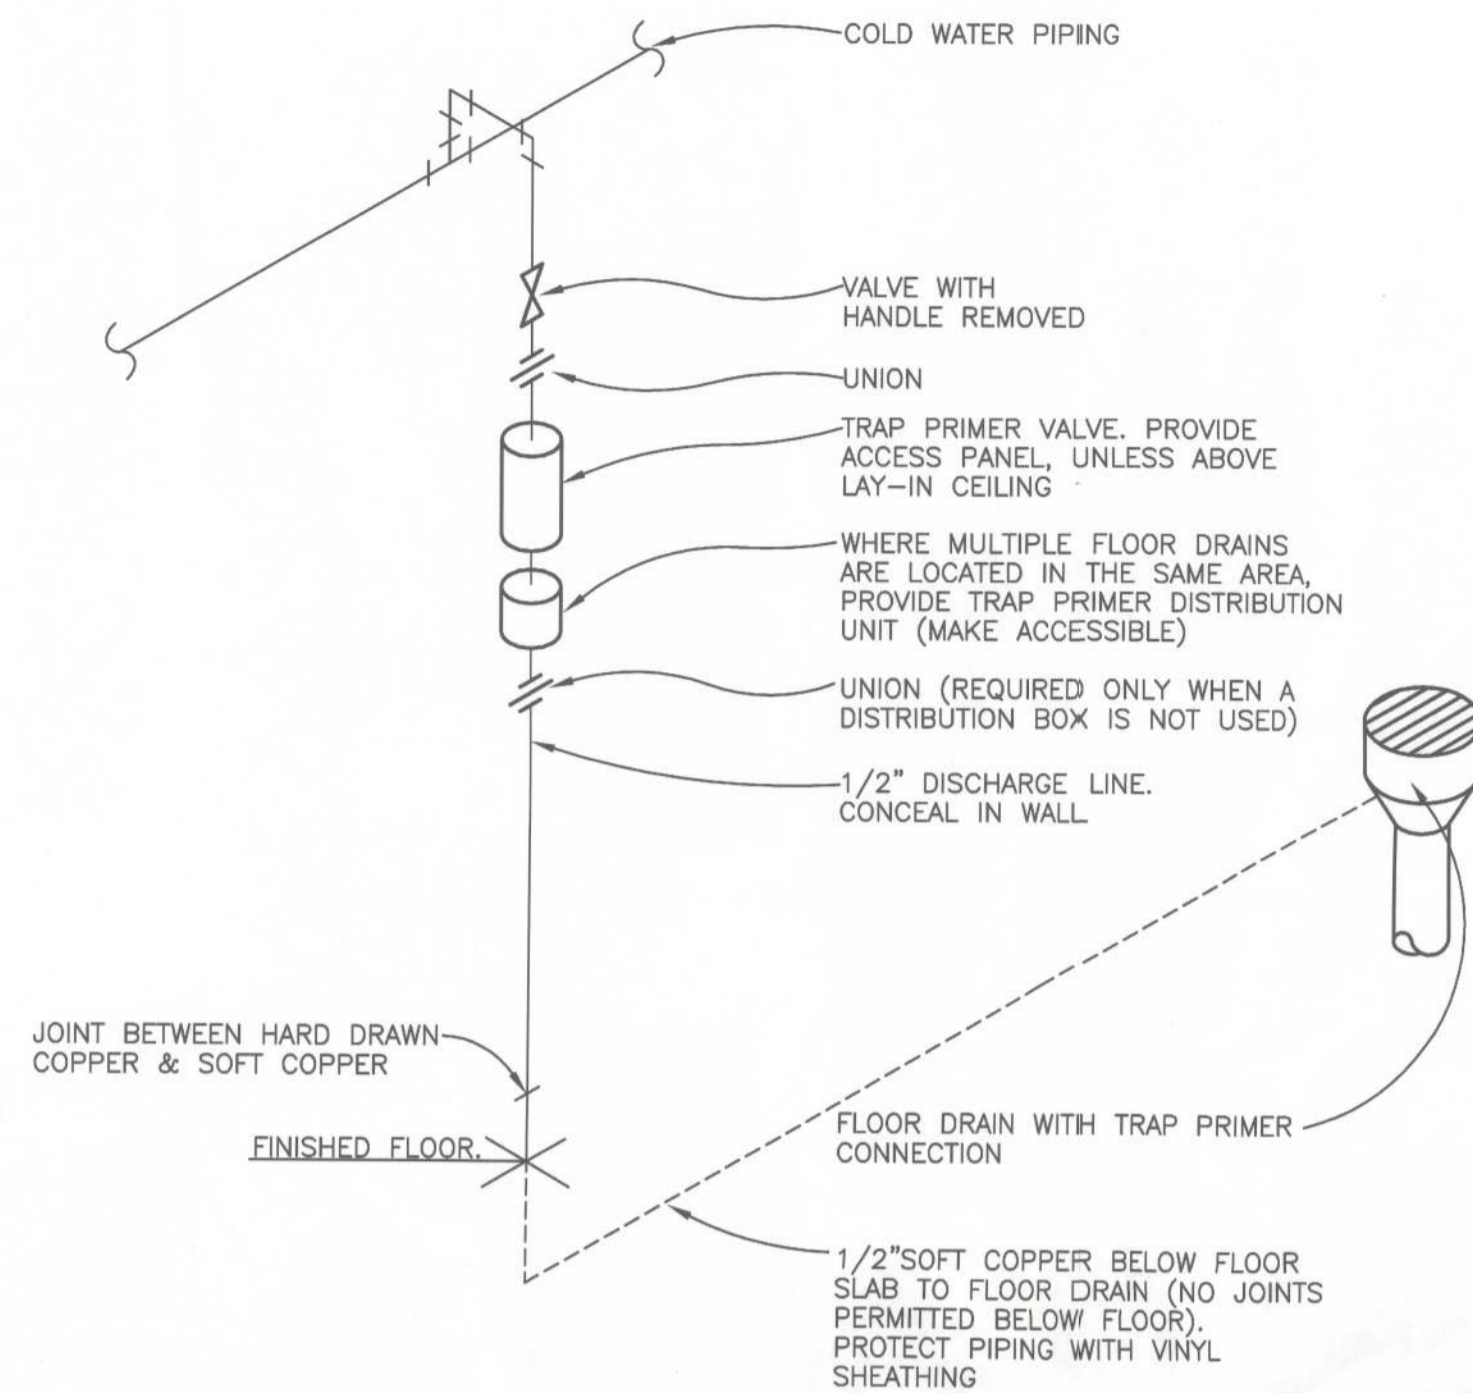 COLD WATER PIPING
VALVE WITH
HANDLE REMOVED
UNION
TRAP PRIMER VALVE. PROVIDE
ACCESS PANEL, UNLESS ABOVE
LAY-IN CEILING
WHERE MULTIPLE FLOOR DRAINS
ARE LOCATED IN THE SAME AREA,
PROVIDE TRAP PRIMER DISTRIBUTION
UNIT (MAKE ACCESSIBLE)
UNION (REQUIRED ONLY WHEN A
DISTRIBUTION BOX IS NOT USED)
1/2" DISCHARGE LINE.
CONCEAL IN WALL
JOINT BETWEEN HARD DRAWN
COPPER & SOFT COPPER
FINISHED FLOOR.
FLOOR DRAIN WITH TRAP PRIMER
CONNECTION
1/2"SOFT COPPER BELOW FLOOR
SLAB TO FLOOR DRAIN (NO JOINTS
PERMITTED BELOW FLOOR).
PROTECT PIPING WITH VINYL
SHEATHING